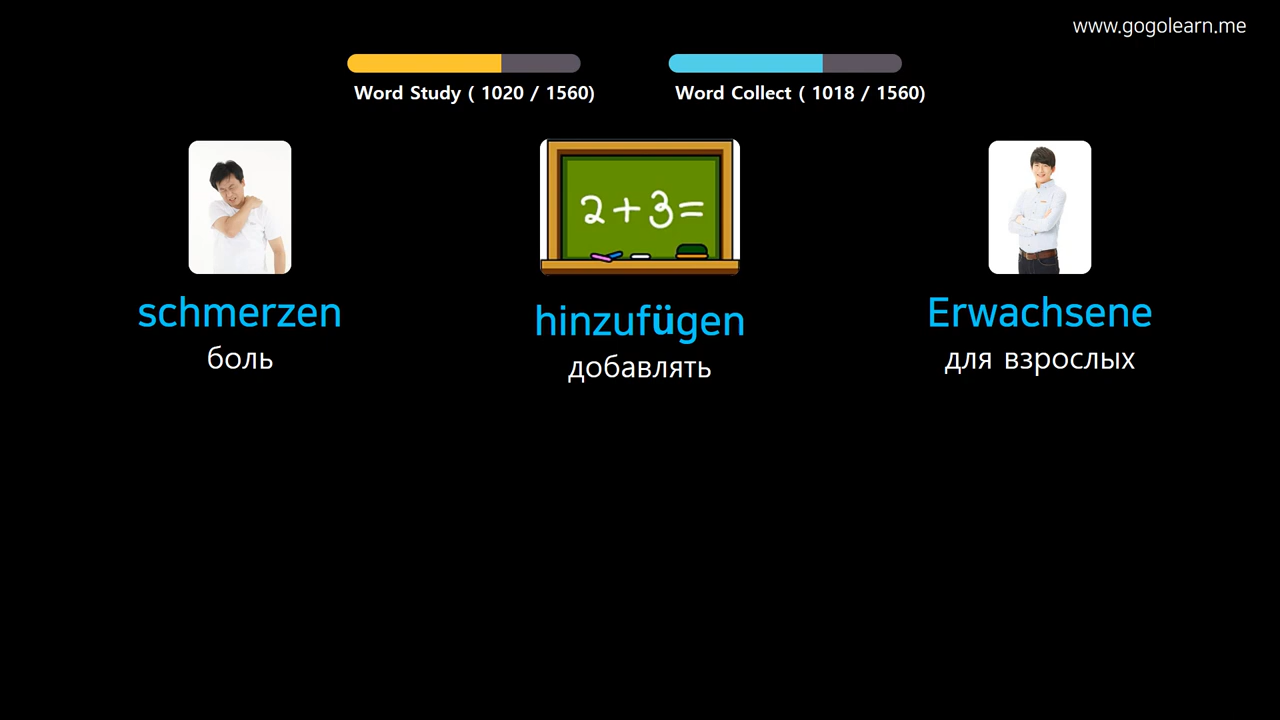 www.gogolearn.me
Word Study ( 1020 / 1560)
Word Collect ( 1018 / 1560)
2+3=
schmerzen
боль
hinzufügen
добавлять
Erwachsene
для взрослых